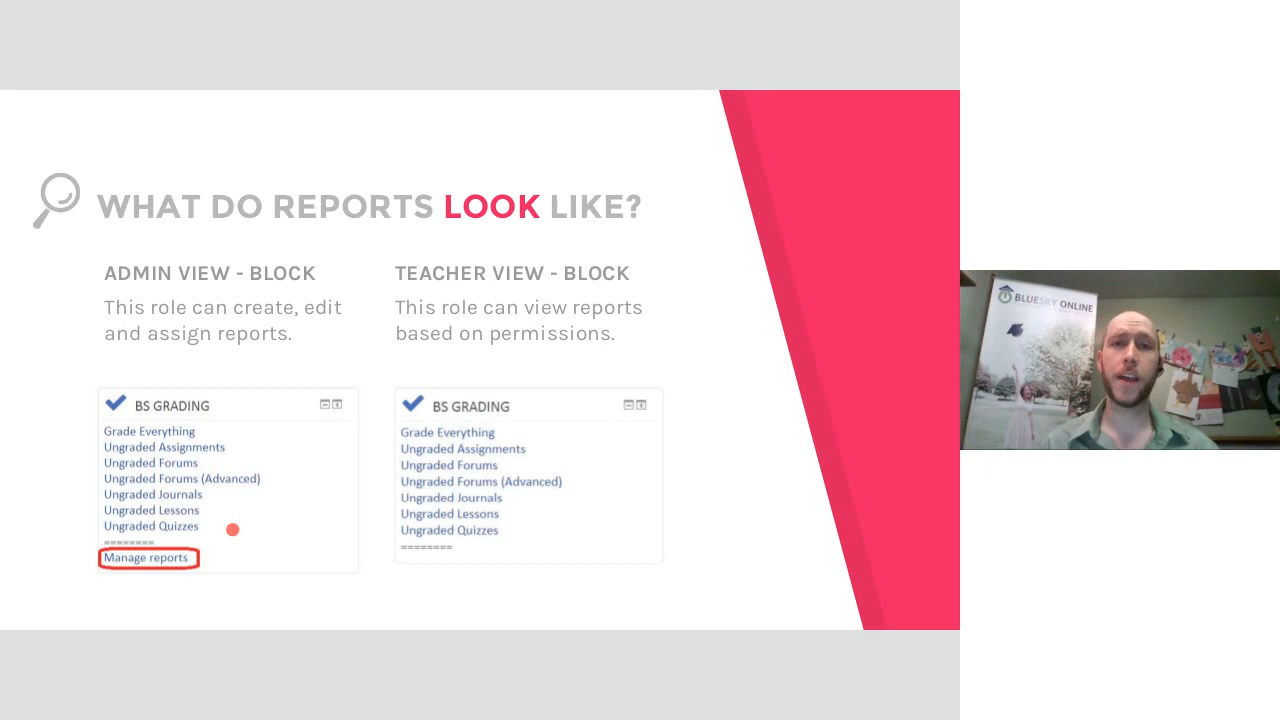 WHAT DO REPORTS LOOK LIKE?
ADMIN VIEW - BLOCK
This role can create, edit
and assign reports.
BS GRADING
Grade Everything
Ungraded Assignments
Ungraded Forums
Ungraded Forums (Advanced)
Ungraded Journals
Ungraded Lessons
Ungraded Quizzes
========
Manage reports
TEACHER VIEW - BLOCK
This role can view reports
based on permissions.
BS GRADING
Grade Everything
Ungraded Assignments
Ungraded Forums
Ungraded Forums (Advanced)
Ungraded Journals
Ungraded Lessons
Ungraded Quizzes
========
BLUESKY ONLINE